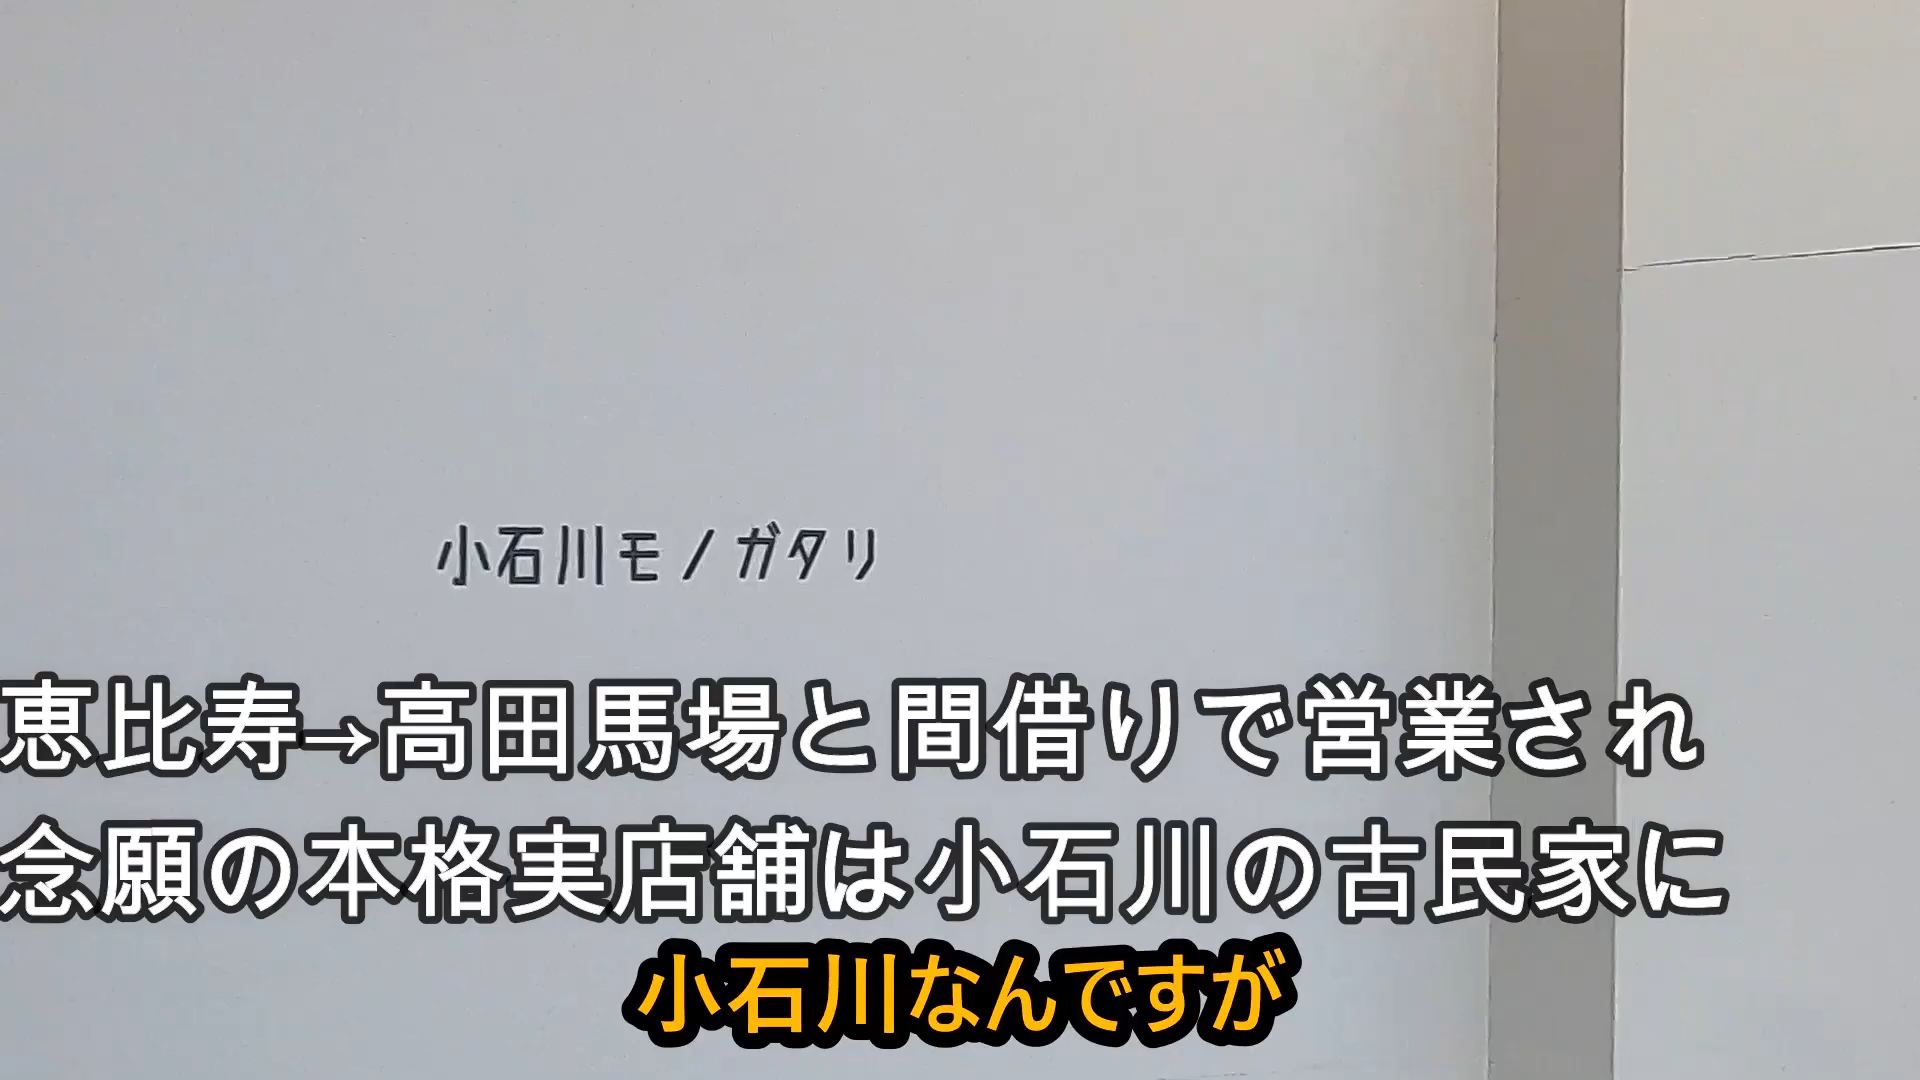 小石川モノガタリ
恵比寿→高田馬場と間借りで営業され
念願の本格実店舗は小石川の古民家に
小石川なんですが